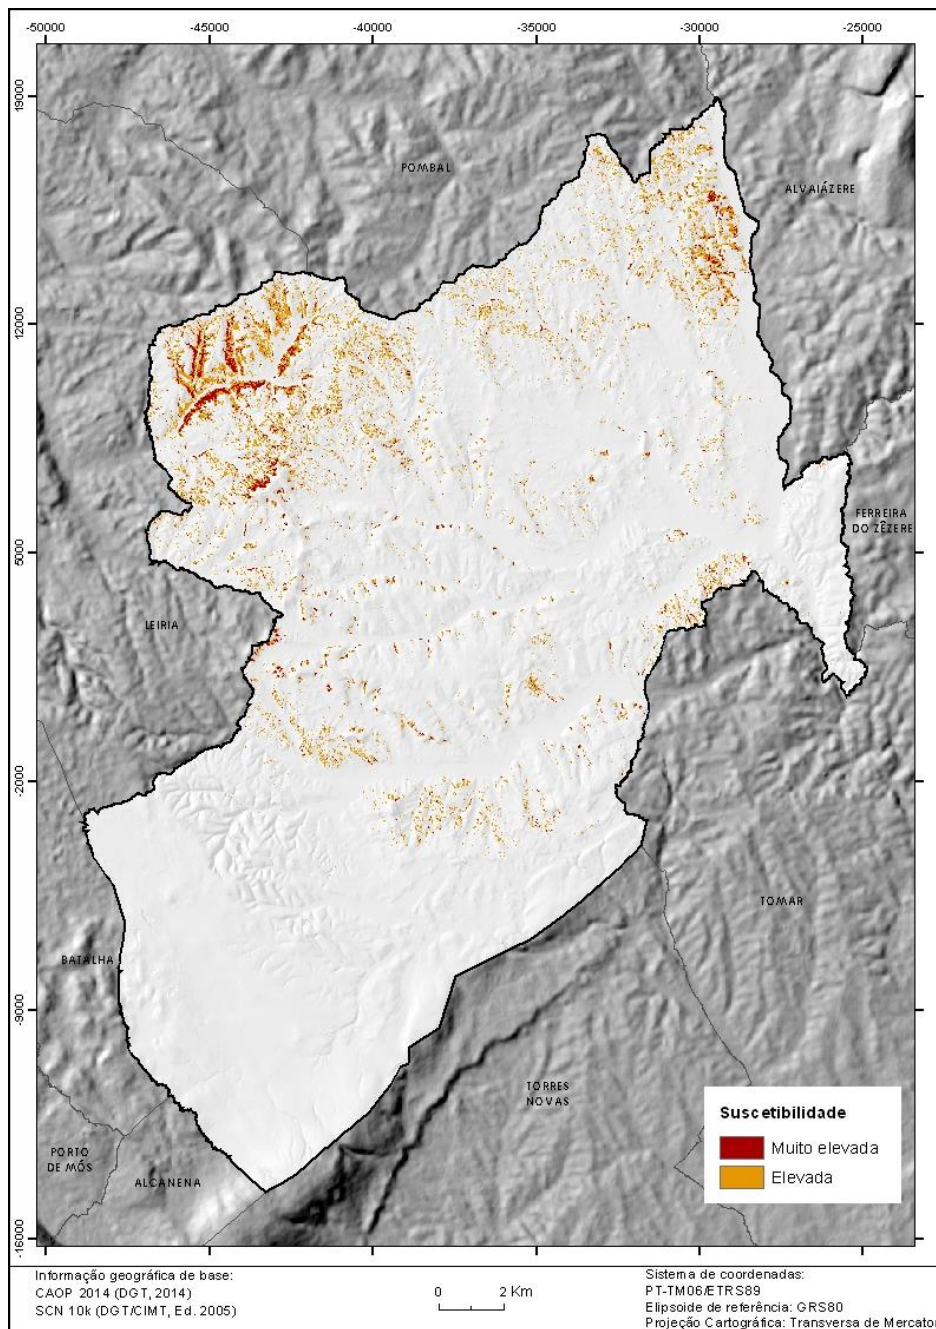 -50000
-45000
-40000
-35000
-30000
-25000
19000
POMBAL
ALVAIÁZERE
12000
FERREIRA
DO ZÊZERE
5000
LEIRIA
-2000
TOMAR
BATALHA
-9000
TORRES
NOVAS
PORTO
DE MÓS
ALCANENA
-16000
Suscetibilidade
Muito elevada
Elevada
Informação geográfica de base:
CAOP 2014 (DGT, 2014)
SCN 10k (DGT/CIMT, Ed. 2005)
0 2 Km
Sistema de coordenadas:
PT-TM06/ETRS89
Elipsoide de referência: GRS80
Projeção Cartográfica: Transversa de Mercator